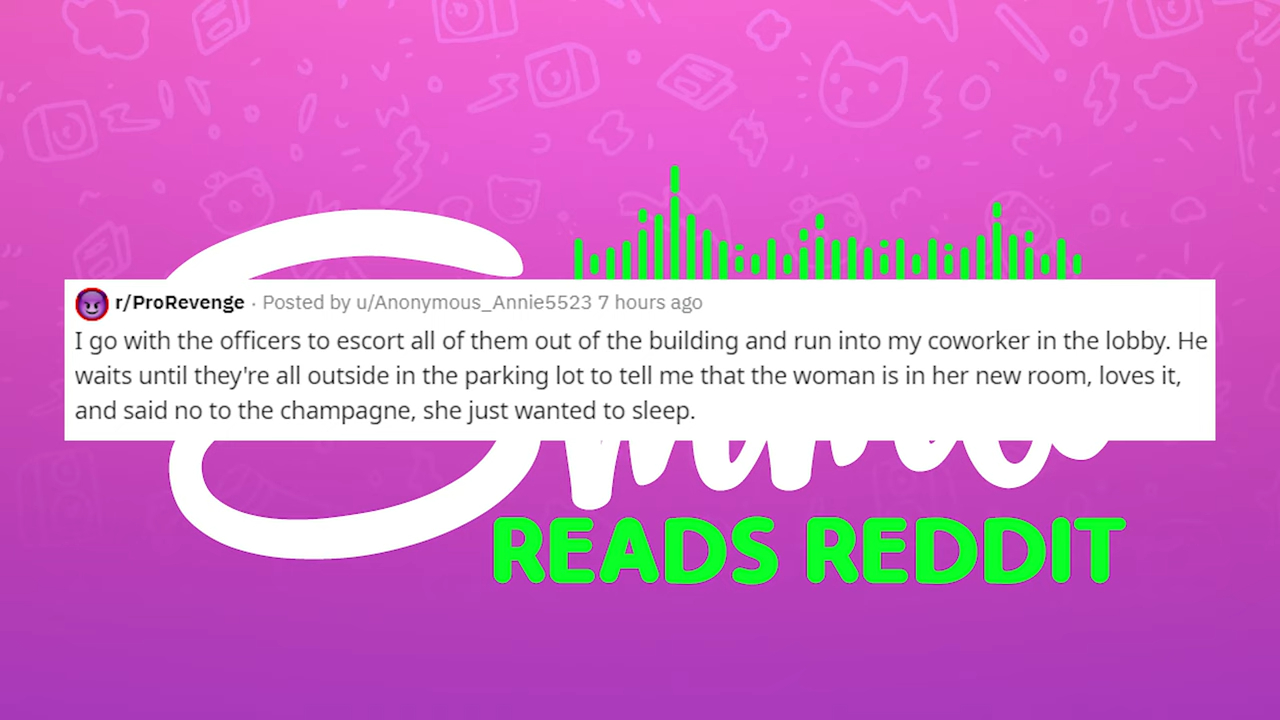 r/ProRevenge · Posted by u/Anonymous_Annie5523 7 hours ago
I go with the officers to escort all of them out of the building and run into my coworker in the lobby. He
waits until they're all outside in the parking lot to tell me that the woman is in her new room, loves it,
and said no to the champagne, she just wanted to sleep.
READS REDDIT